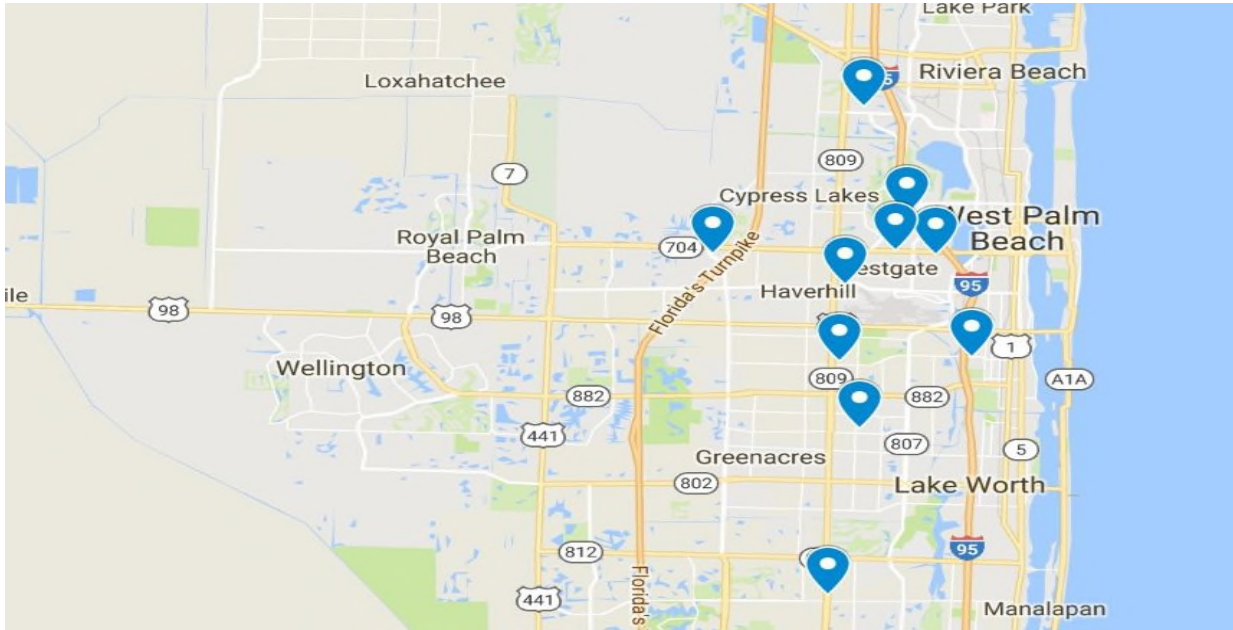 Lake Park
Riviera Beach
Loxahatchee
809
7
Cypress Lakes
West Palm
Beach
Royal Palm
Beach
704
estgate
Florida's Turnpike
Haverhill
95
ile
98
98
1
Wellington
809
A1A
882
882
441
807
5
Greenacres
802
Lake Worth
812
95
Florida's
441
Manalapan